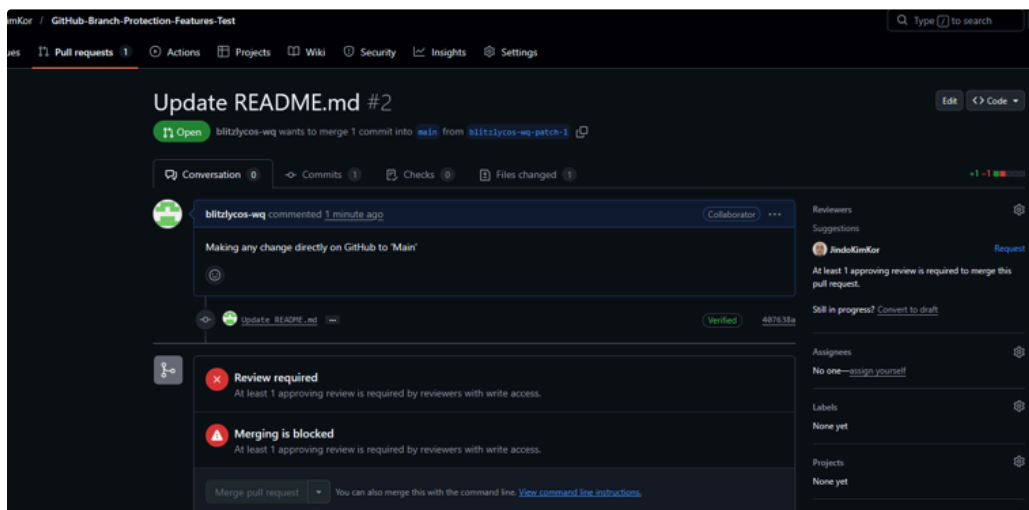 imKor / GitHub-Branch-Protection-Features-Test
Type / to search
ues Pull requests 1 Actions Projects Wiki Security Insights Settings
Update README.md #2
Edit <> Code
Open blitzlycos-wq wants to merge 1 commit into main from blitzlycos-wq-patch-1
Conversation 0 Commits 1 Checks 0 Files changed 1
+1 −1
blitzlycos-wq commented 1 minute ago Collaborator ...
Making any change directly on GitHub to 'Main'
Update README.md ... Verified 407638a
Review required
At least 1 approving review is required by reviewers with write access.
Merging is blocked
At least 1 approving review is required by reviewers with write access.
Merge pull request You can also merge this with the command line. View command line instructions.
Reviewers
Suggestions
JindoKimKor Request
At least 1 approving review is required to merge this
pull request.
Still in progress? Convert to draft
Assignees
No one—assign yourself
Labels
None yet
Projects
None yet